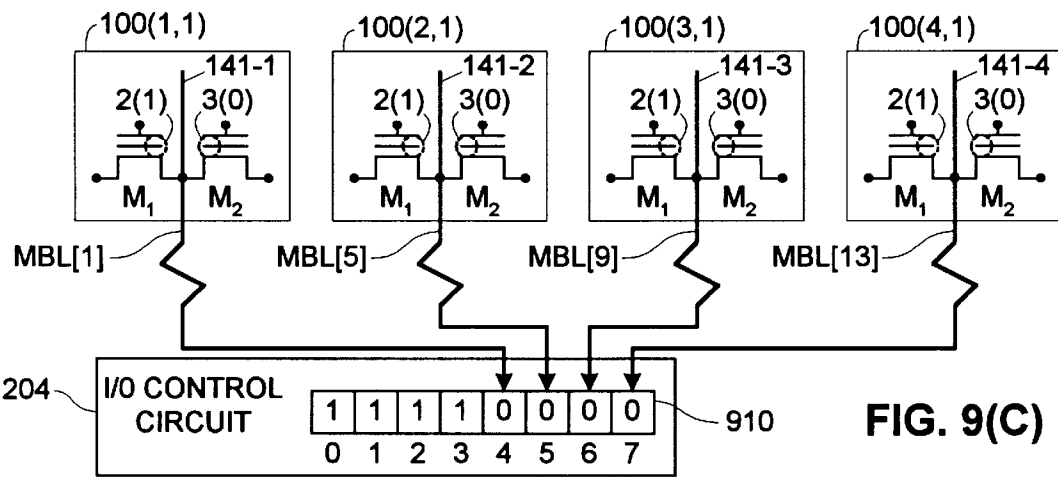 100(1,1) 100(2,1) 100(3,1) 100(4,1)
141-1 141-2 141-3 141-4
2(1) 3(0) 2(1) 3(0) 2(1) 3(0) 2(1) 3(0)
M1 M2 M1 M2 M1 M2 M1 M2
MBL[1] MBL[5] MBL[9] MBL[13]
204 I/0 CONTROL
CIRCUIT
1 1 1 1 0 0 0 0 910
0 1 2 3 4 5 6 7
FIG. 9(C)